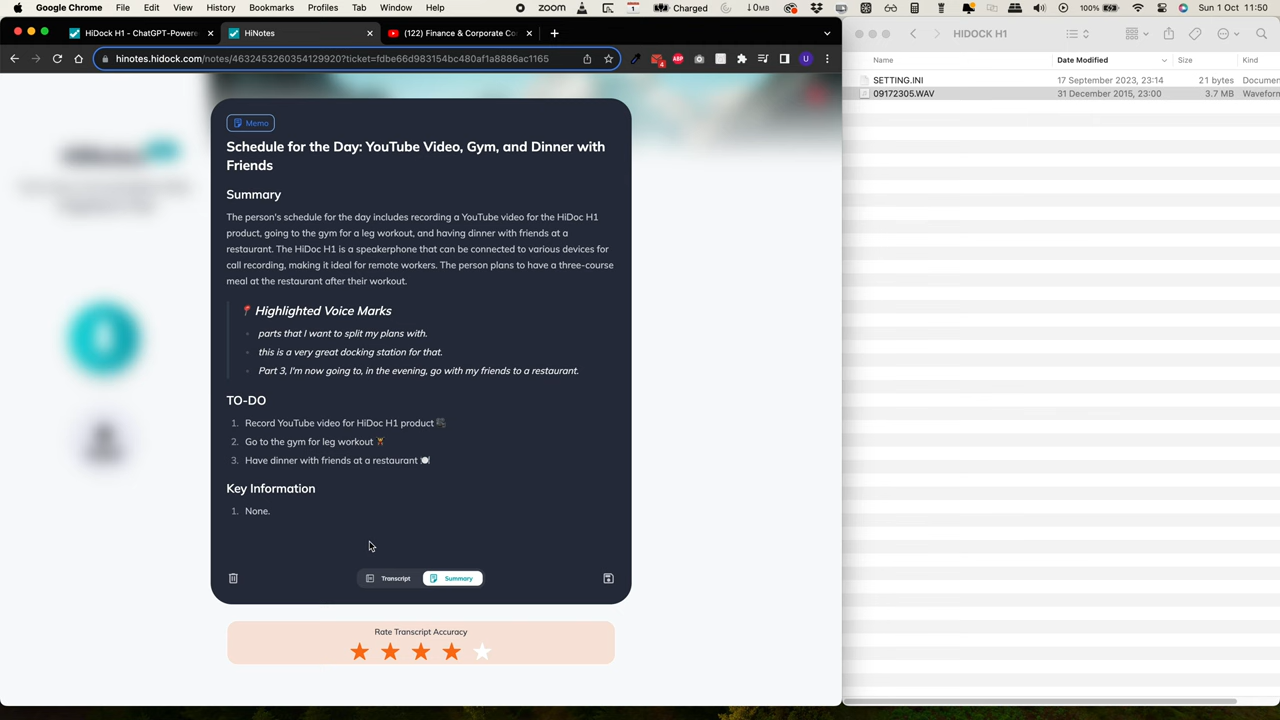 Google Chrome File Edit View History Bookmarks Profiles Tab Window Help ZOOM 1 Charged ↓0MB 100% Sun 1 Oct 11:50
HiDock H1 - ChatGPT-Powere
HiNotes
(122) Finance & Corporate Co
hinotes.hidock.com/notes/4632453260354129920?ticket=fdbe66d983154bc480af1a8886ac1165
4 ABP U
HIDOCK H1
Name Date Modified Size Kind
SETTING.INI 17 September 2023, 23:14 21 bytes Documen
09172305.WAV 31 December 2015, 23:00 3.7 MB Waveform
Memo
Schedule for the Day: YouTube Video, Gym, and Dinner with
Friends
Summary
The person's schedule for the day includes recording a YouTube video for the HiDoc H1
product, going to the gym for a leg workout, and having dinner with friends at a
restaurant. The HiDoc H1 is a speakerphone that can be connected to various devices for
call recording, making it ideal for remote workers. The person plans to have a three-course
meal at the restaurant after their workout.
Highlighted Voice Marks
parts that I want to split my plans with.
this is a very great docking station for that.
Part 3, I'm now going to, in the evening, go with my friends to a restaurant.
TO-DO
1. Record YouTube video for HiDoc H1 product
2. Go to the gym for leg workout
3. Have dinner with friends at a restaurant
Key Information
1. None.
Transcript Summary
Rate Transcript Accuracy